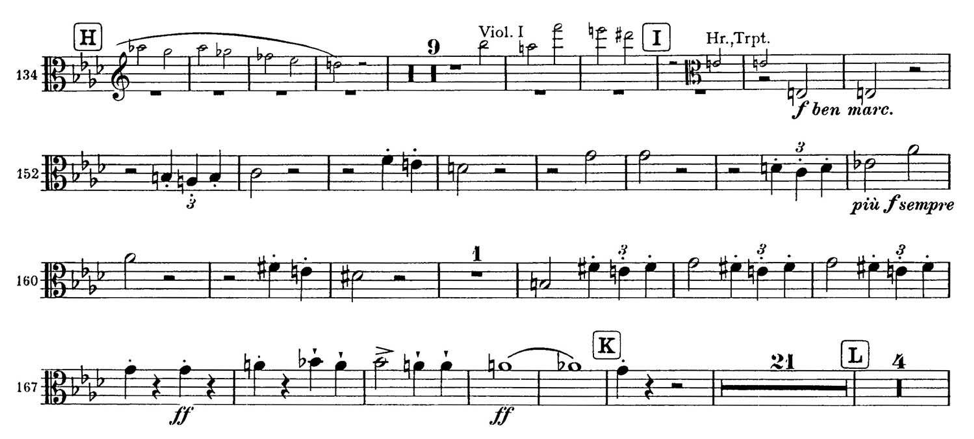 H 9 Viol. I I Hr.,Trpt.
134
f ben marc.
152
3 3
più f sempre
1 3 3 3
160
K 21 L 4
167
ff ff